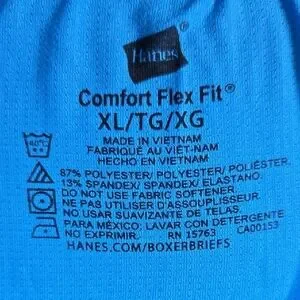 Hanes
Comfort Flex Fit®
XL/TG/XG
MADE IN VIETNAM
FABRIQUÉ AU VIÊT-NAM
HECHO EN VIETNAM
40°C
87% POLYESTER/ POLYESTER/ POLIÉSTER.
13% SPANDEX/ SPANDEX/ ELASTANO.
DO NOT USE FABRIC SOFTENER.
NE PAS UTILISER D'ASSOUPLISSANT.
NO USAR SUAVIZANTE DE TELAS.
PARA MÉXICO: LAVAR CON DETERGENTE
NO EXPRIMIR. RN 15763 CA00153
HANES.COM/BOXERBRIEFS